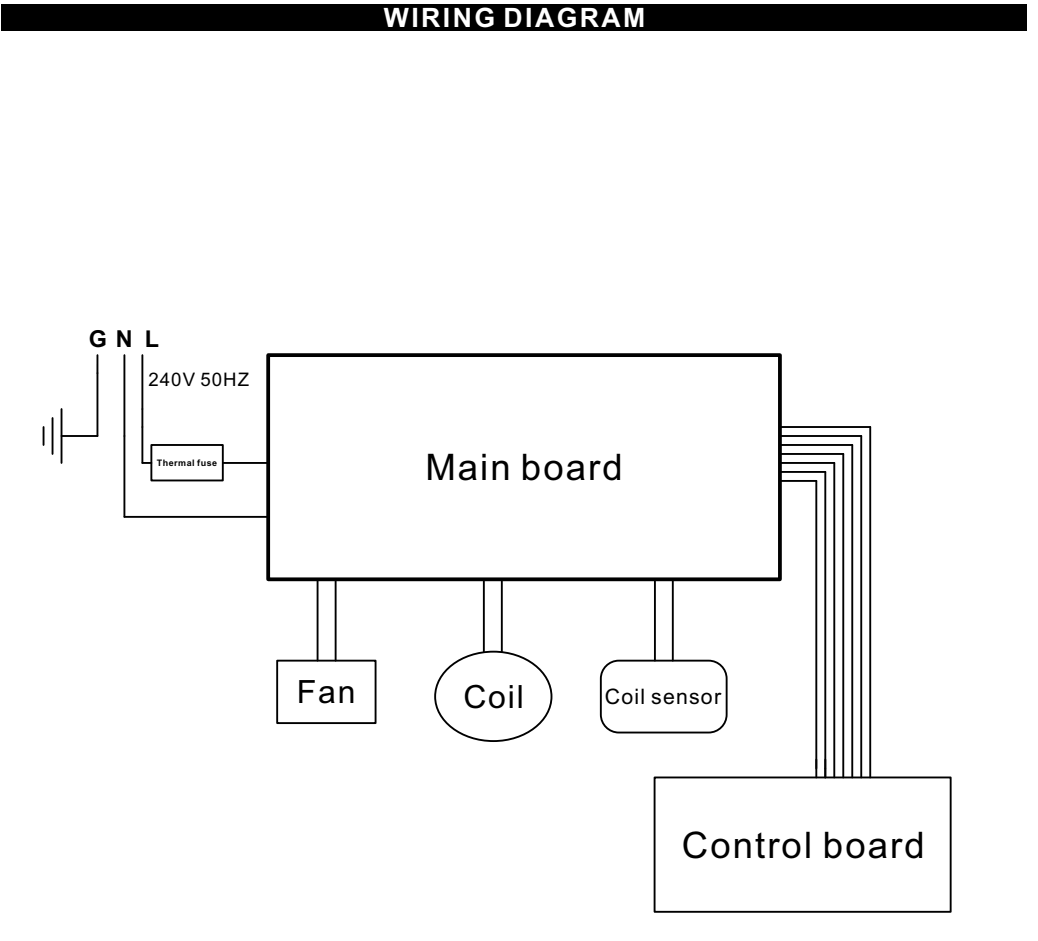 WIRING DIAGRAM
G N L
240V 50HZ
Thermal fuse
Main board
Fan
Coil
Coil sensor
Control board